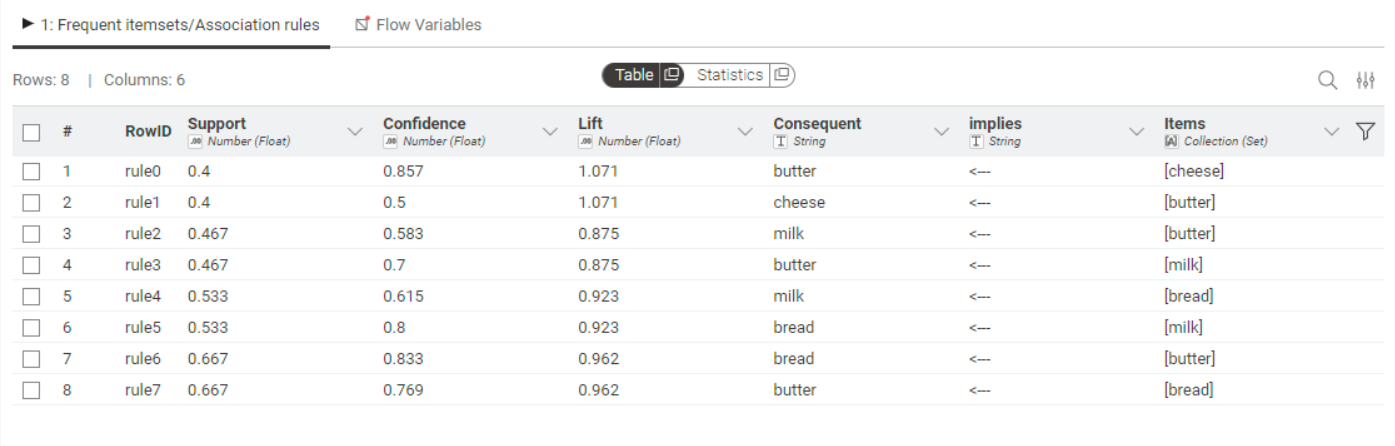 1: Frequent itemsets/Association rules Flow Variables
Rows: 8 | Columns: 6 Table Statistics
# RowID Support Confidence Lift Consequent implies Items
Number (Float) Number (Float) Number (Float) String String Collection (Set)
1 rule0 0.4 0.857 1.071 butter <--- [cheese]
2 rule1 0.4 0.5 1.071 cheese <--- [butter]
3 rule2 0.467 0.583 0.875 milk <--- [butter]
4 rule3 0.467 0.7 0.875 butter <--- [milk]
5 rule4 0.533 0.615 0.923 milk <--- [bread]
6 rule5 0.533 0.8 0.923 bread <--- [milk]
7 rule6 0.667 0.833 0.962 bread <--- [butter]
8 rule7 0.667 0.769 0.962 butter <--- [bread]